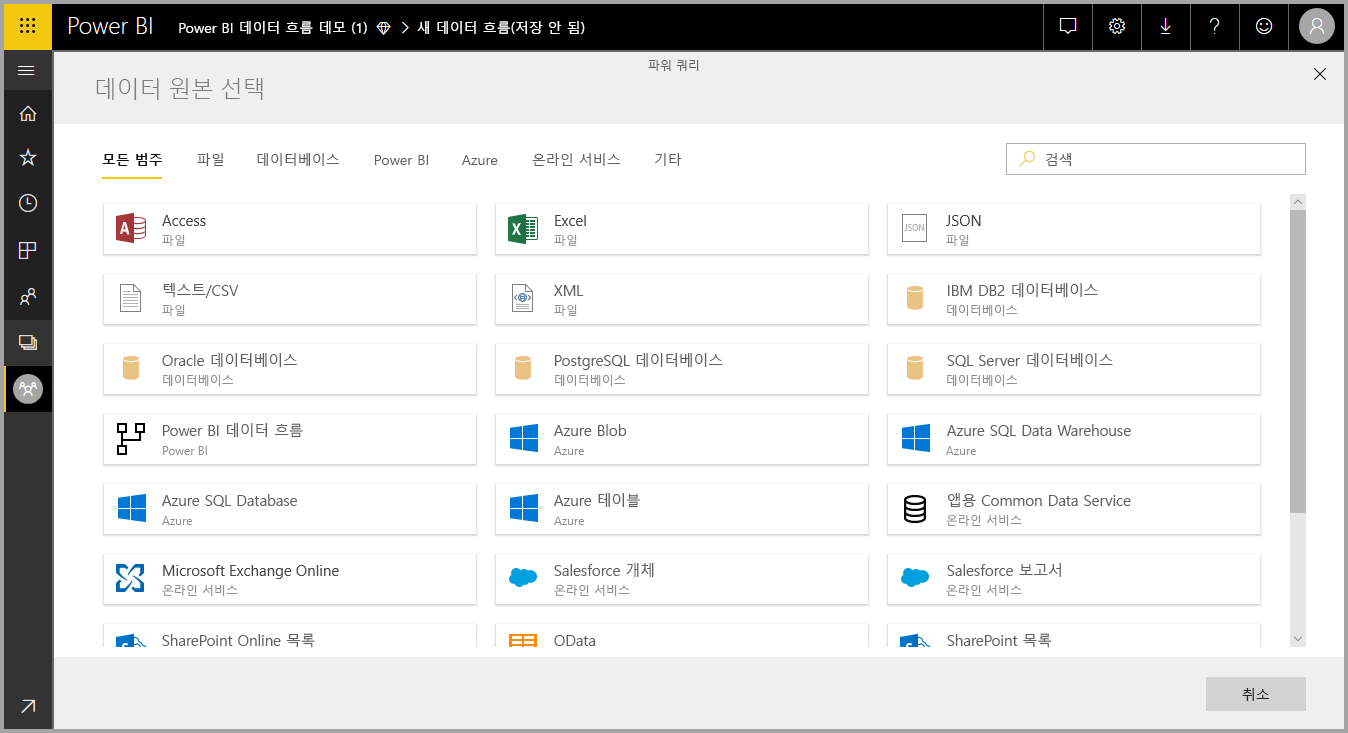 Power BI
Power BI 데이터 흐름 데모 (1) > 새 데이터 흐름(저장 안 됨)
파워 쿼리
데이터 원본 선택
모든 범주 파일 데이터베이스 Power BI Azure 온라인 서비스 기타
검색
Access
파일
Excel
파일
JSON
JSON
파일
텍스트/CSV
파일
XML
파일
IBM DB2 데이터베이스
데이터베이스
Oracle 데이터베이스
데이터베이스
PostgreSQL 데이터베이스
데이터베이스
SQL Server 데이터베이스
데이터베이스
Power BI 데이터 흐름
Power BI
Azure Blob
Azure
Azure SQL Data Warehouse
Azure
Azure SQL Database
Azure
Azure 테이블
Azure
앱용 Common Data Service
온라인 서비스
Microsoft Exchange Online
온라인 서비스
Salesforce 개체
온라인 서비스
Salesforce 보고서
온라인 서비스
SharePoint Online 목록
OData
SharePoint 목록
취소